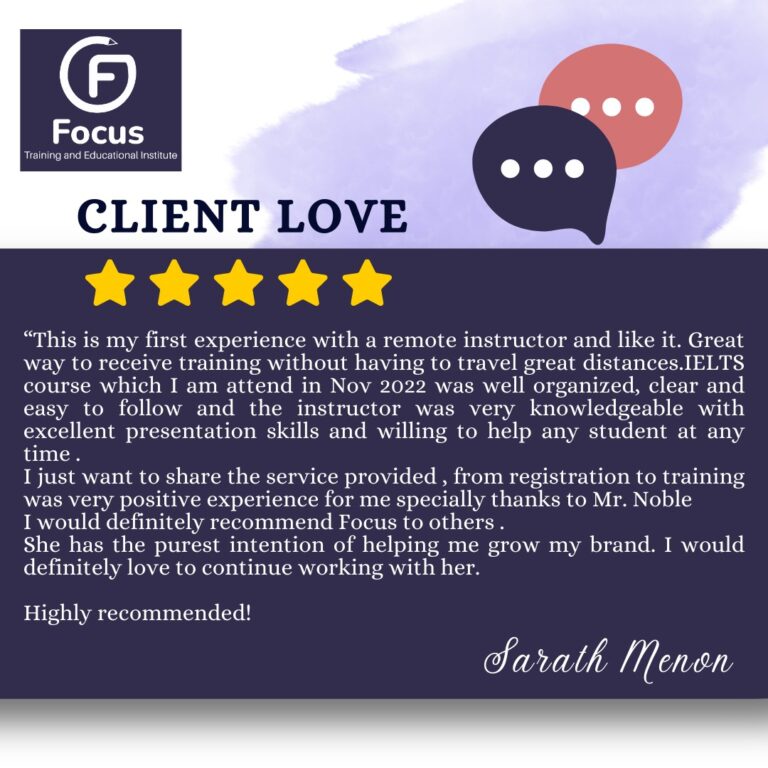 F
Focus
Training and Educational Institute
CLIENT LOVE
“This is my first experience with a remote instructor and like it. Great
way to receive training without having to travel great distances.IELTS
course which I am attend in Nov 2022 was well organized, clear and
easy to follow and the instructor was very knowledgeable with
excellent presentation skills and willing to help any student at any
time .
I just want to share the service provided , from registration to training
was very positive experience for me specially thanks to Mr. Noble
I would definitely recommend Focus to others .
She has the purest intention of helping me grow my brand. I would
definitely love to continue working with her.
Highly recommended!
Sarath Menon